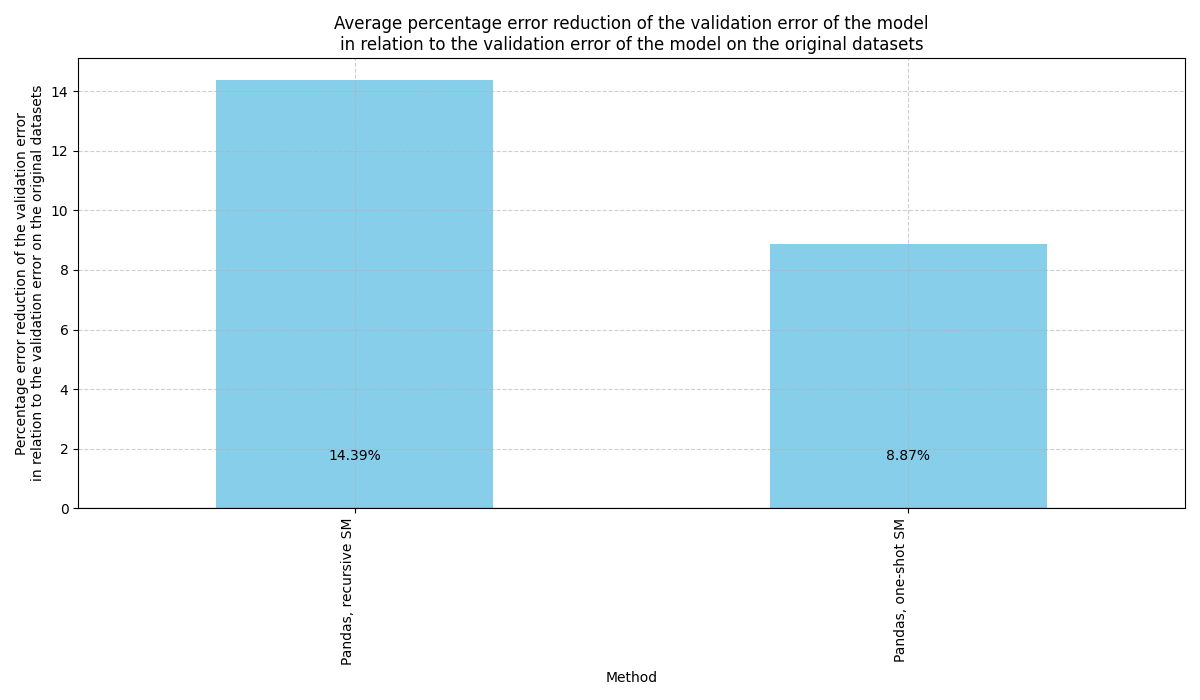 Average percentage error reduction of the validation error of the model
in relation to the validation error of the model on the original datasets
Percentage error reduction of the validation error
in relation to the validation error on the original datasets
14
12
10
8
6
4
2
0
14.39%
8.87%
Pandas, recursive SM
Pandas, one-shot SM
Method